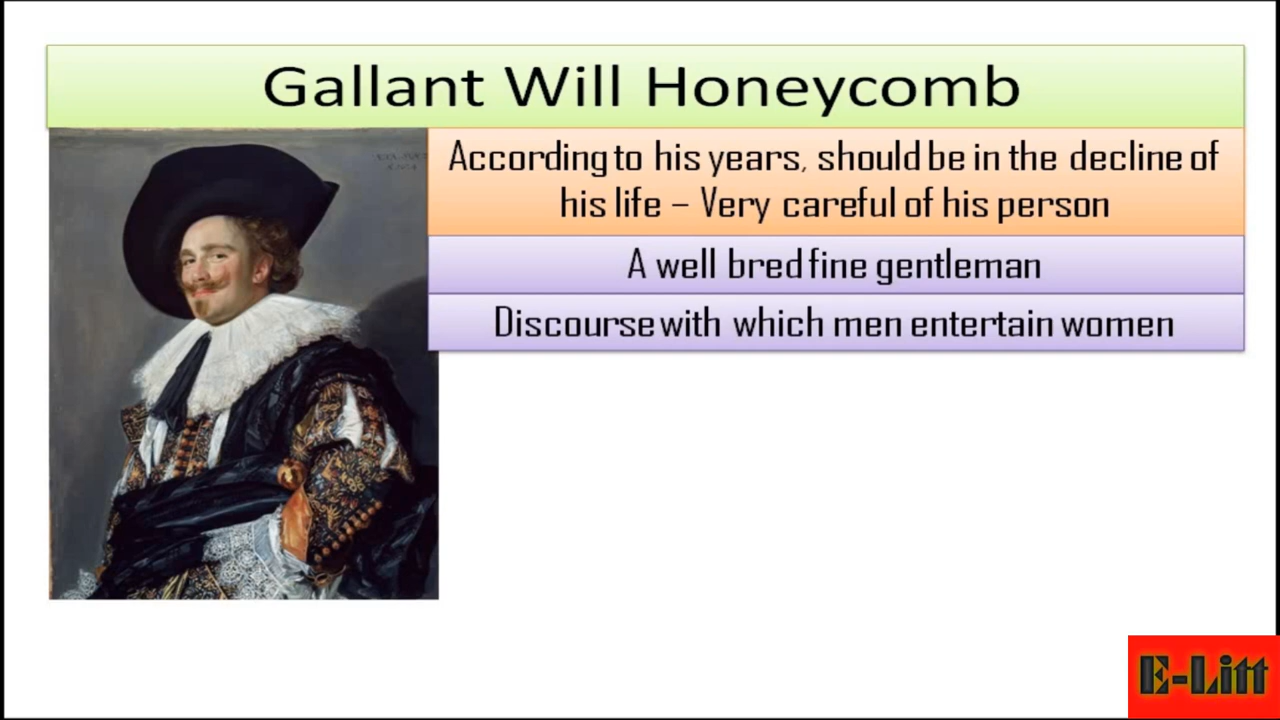 Gallant Will Honeycomb
According to his years, should be in the decline of
his life – Very careful of his person
A well bred fine gentleman
Discourse with which men entertain women
E-Litt